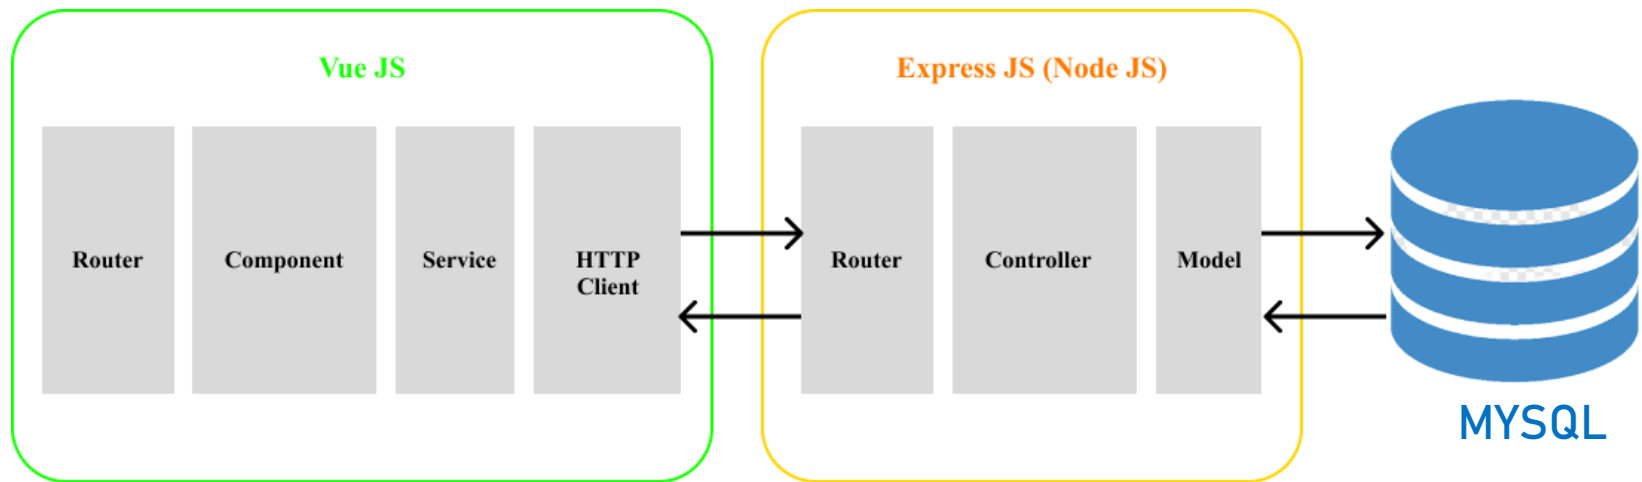 Vue JS
Express JS (Node JS)
Router
Component
Service
HTTP
Client
Router
Controller
Model
MYSQL